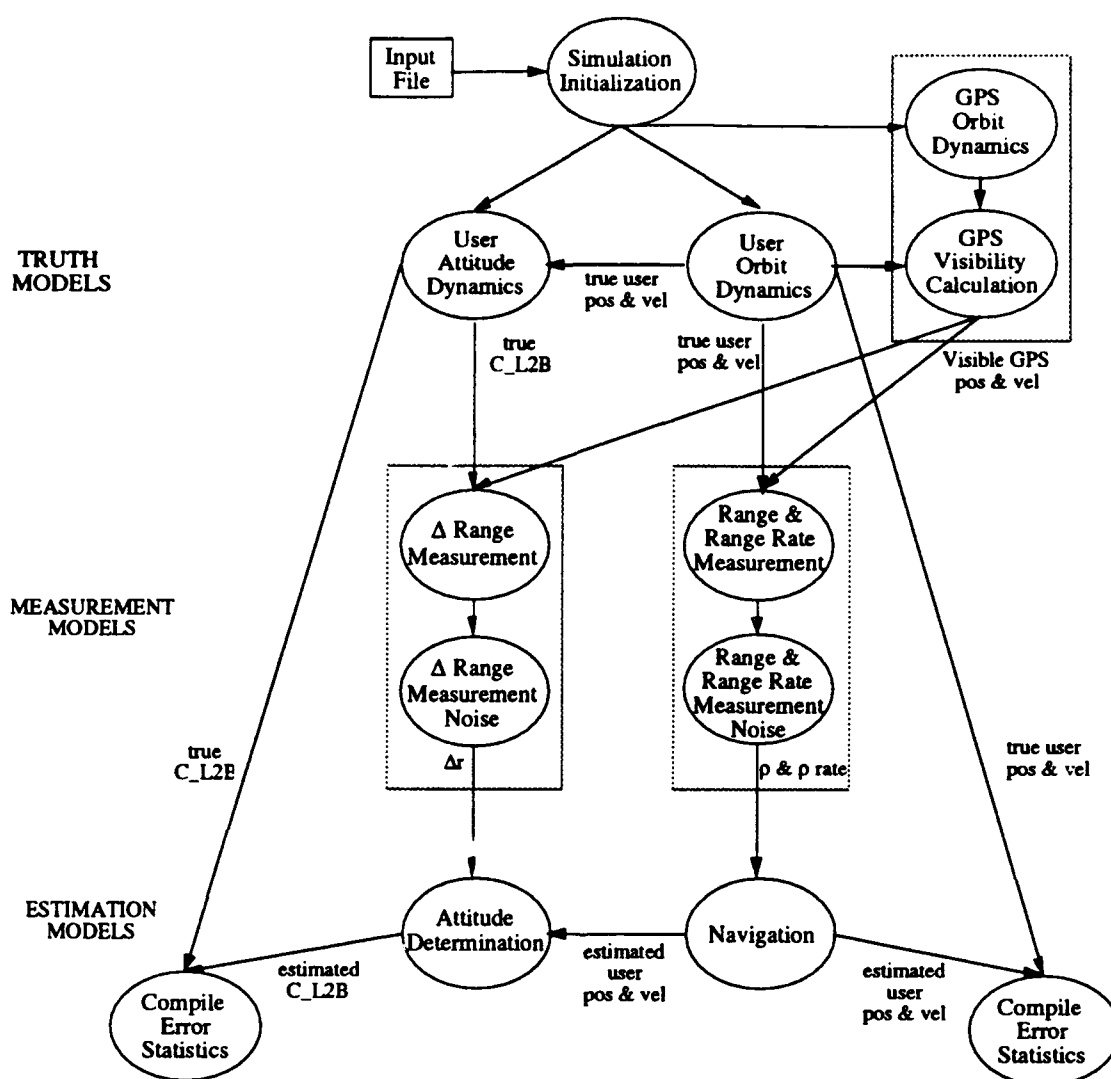 Input
File
Simulation
Initialization
GPS
Orbit
Dynamics
TRUTH
MODELS
User
Attitude
Dynamics
true user
pos & vel
User
Orbit
Dynamics
GPS
Visibility
Calculation
true
C_L2B
true user
pos & vel
Visible GPS
pos & vel
MEASUREMENT
MODELS
Δ Range
Measurement
Range &
Range Rate
Measurement
Δ Range
Measurement
Noise
Range &
Range Rate
Measurement
Noise
true
C_L2B
Δr
ρ & ρ rate
true user
pos & vel
ESTIMATION
MODELS
Attitude
Determination
Navigation
estimated
C_L2B
estimated
user
pos & vel
estimated
user
pos & vel
Compile
Error
Statistics
Compile
Error
Statistics